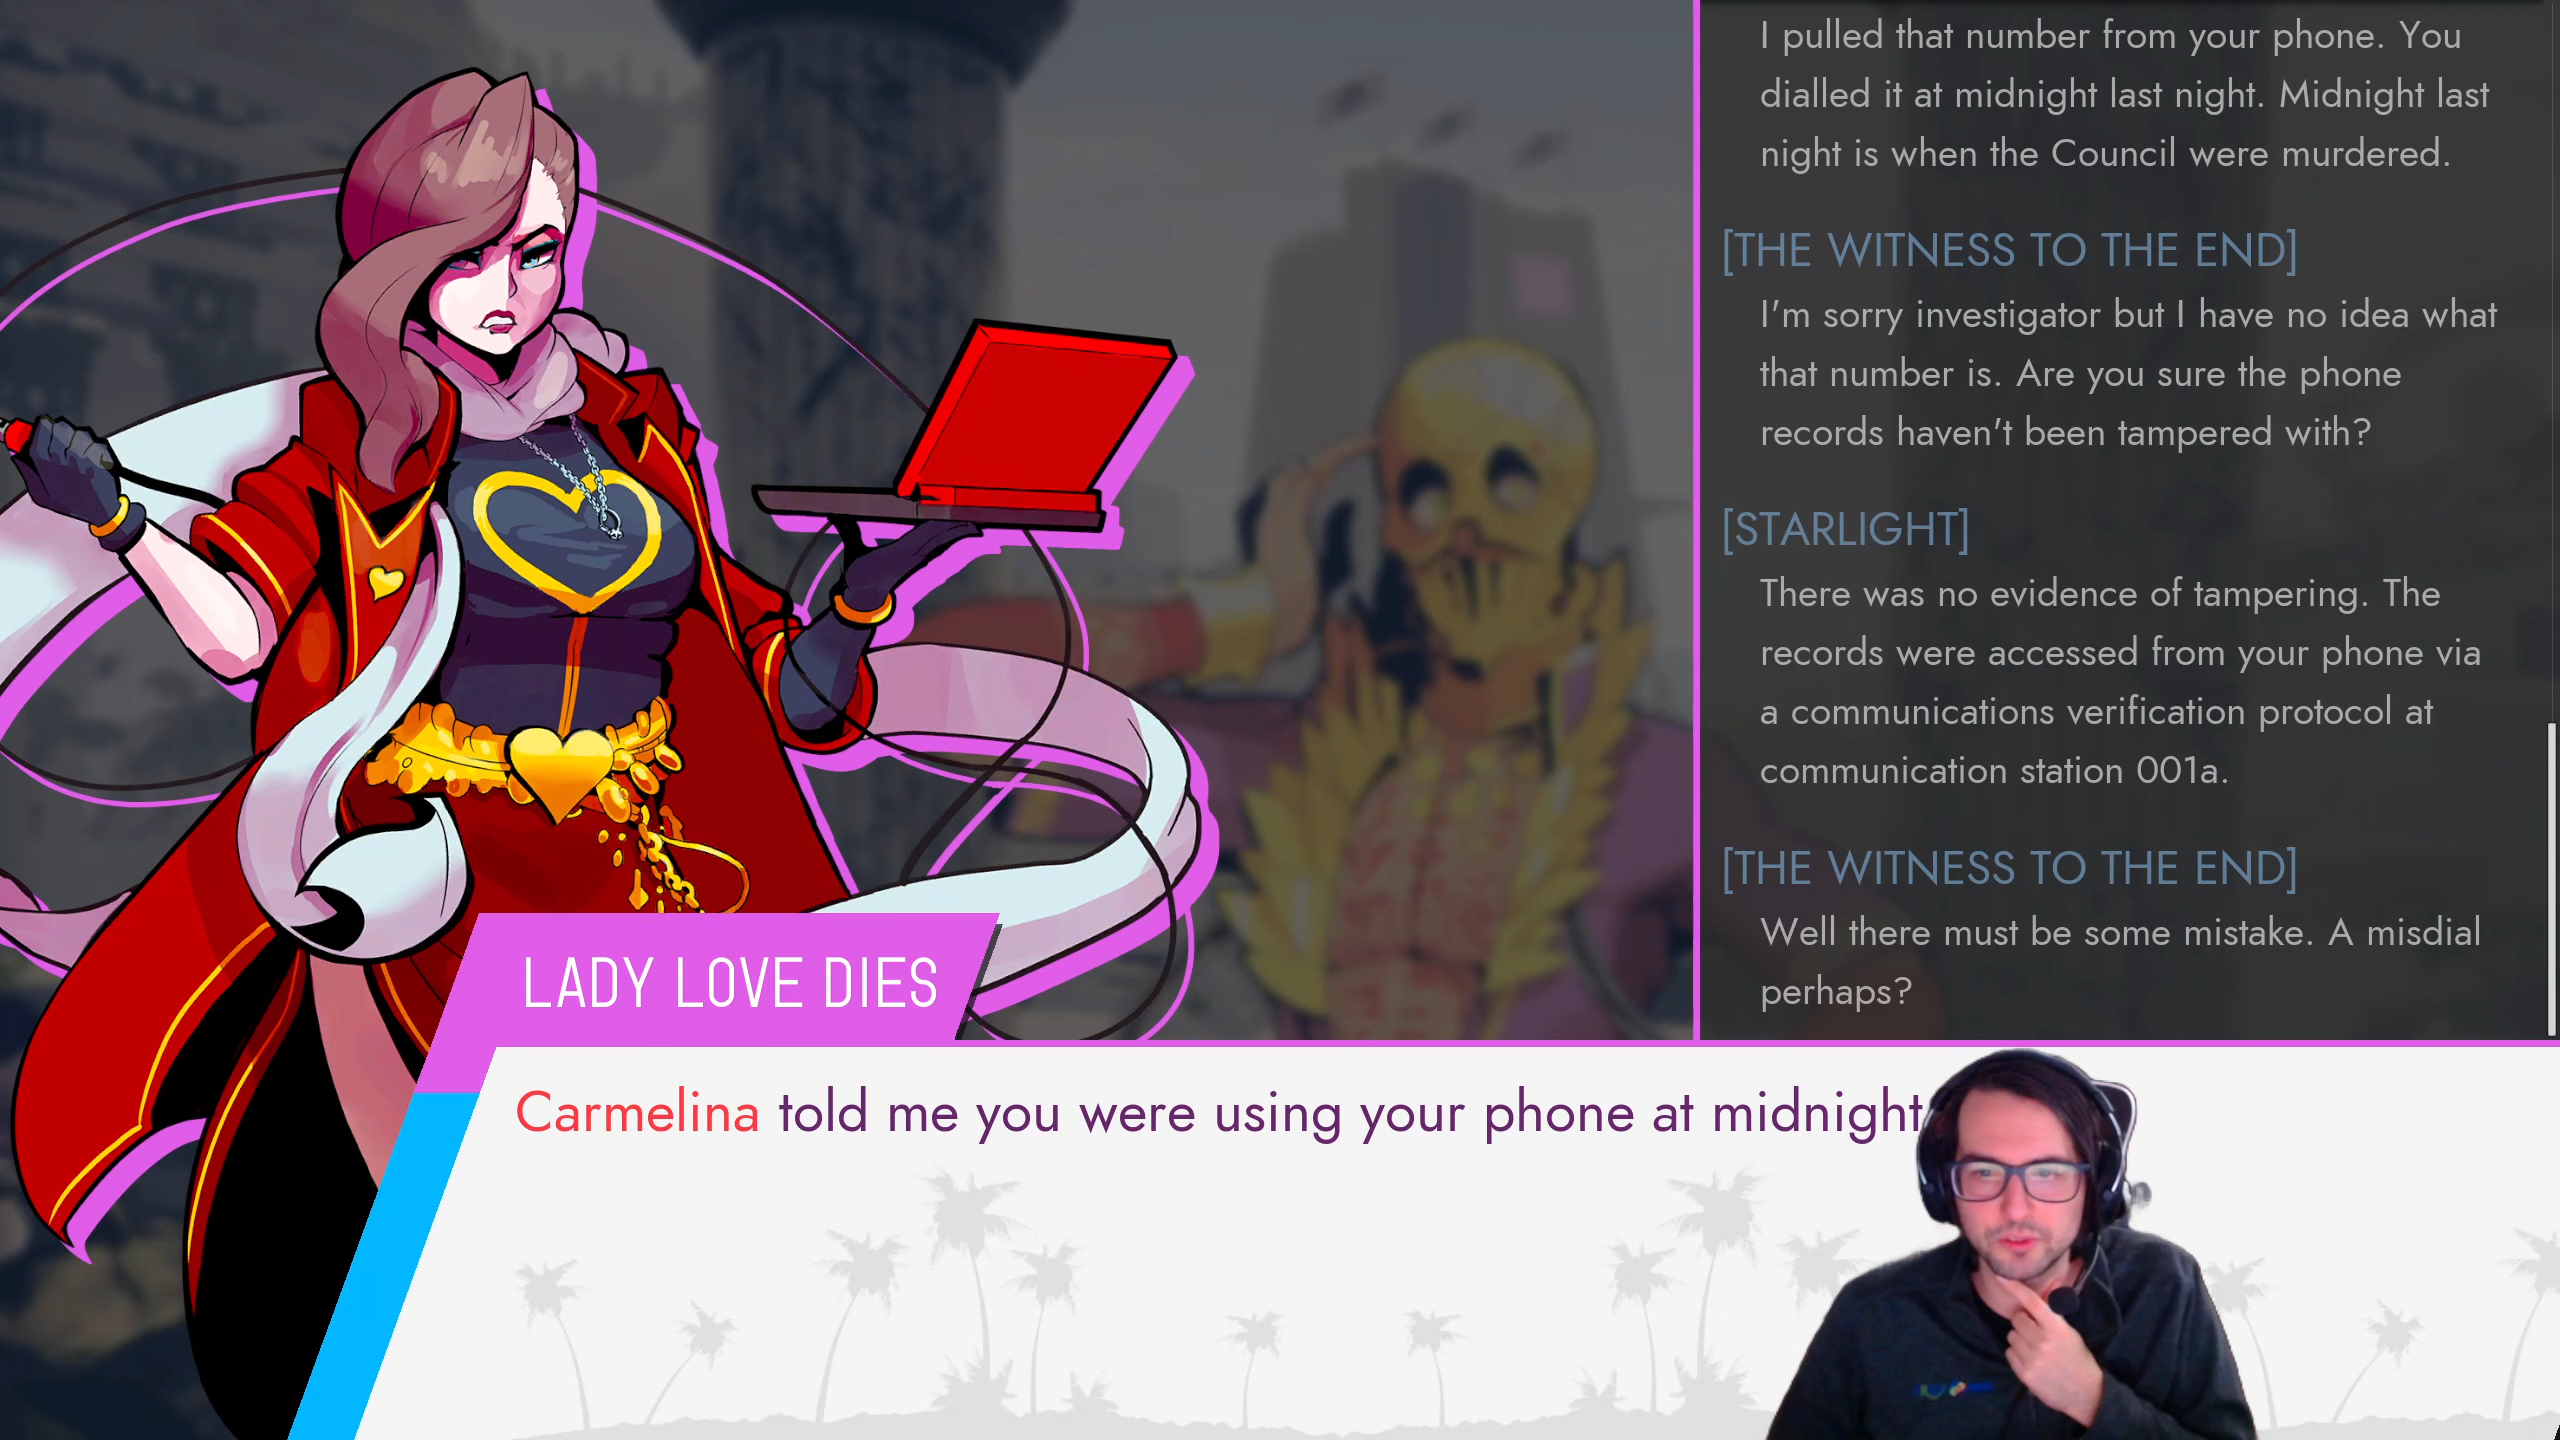 I pulled that number from your phone. You
dialled it at midnight last night. Midnight last
night is when the Council were murdered.
[THE WITNESS TO THE END]
I'm sorry investigator but I have no idea what
that number is. Are you sure the phone
records haven't been tampered with?
[STARLIGHT]
There was no evidence of tampering. The
records were accessed from your phone via
a communications verification protocol at
communication station 001a.
[THE WITNESS TO THE END]
Well there must be some mistake. A misdial
perhaps?
LADY LOVE DIES
Carmelina told me you were using your phone at midnight